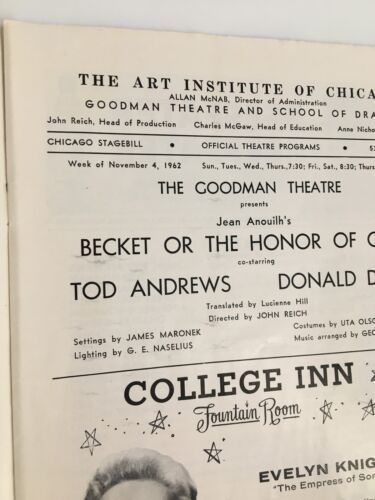 THE ART INSTITUTE OF CHICA
ALLAN McNAB, Director of Administration
GOODMAN THEATRE AND SCHOOL OF DRA
John Reich, Head of Production Charles McGaw, Head of Education Anne Nicho
CHICAGO STAGEBILL • OFFICIAL THEATRE PROGRAMS • 5
Week of November 4, 1962 Sun., Tues., Wed., Thurs., 7:30; Fri., Sat., 8:30; Thurs
THE GOODMAN THEATRE
presents
Jean Anouilh's
BECKET OR THE HONOR OF G
co-starring
TOD ANDREWS DONALD D
Translated by Lucienne Hill
Directed by JOHN REICH
Settings by JAMES MARONEK Costumes by UTA OLSO
Lighting by G. E. NASELIUS Music arranged by GEO
COLLEGE INN
Fountain Room
EVELYN KNIG
"The Empress of Son